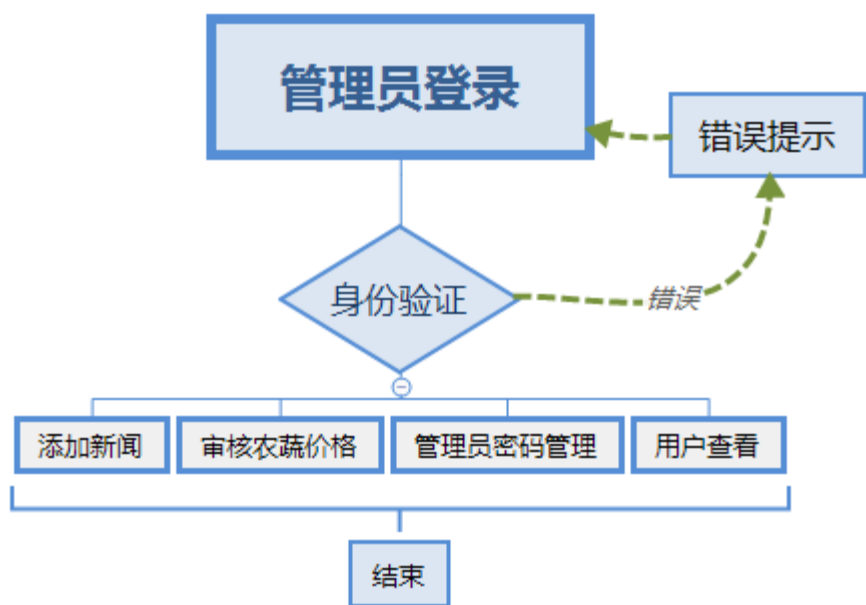 管理员登录
错误提示
身份验证
错误
添加新闻
审核农蔬价格
管理员密码管理
用户查看
结束